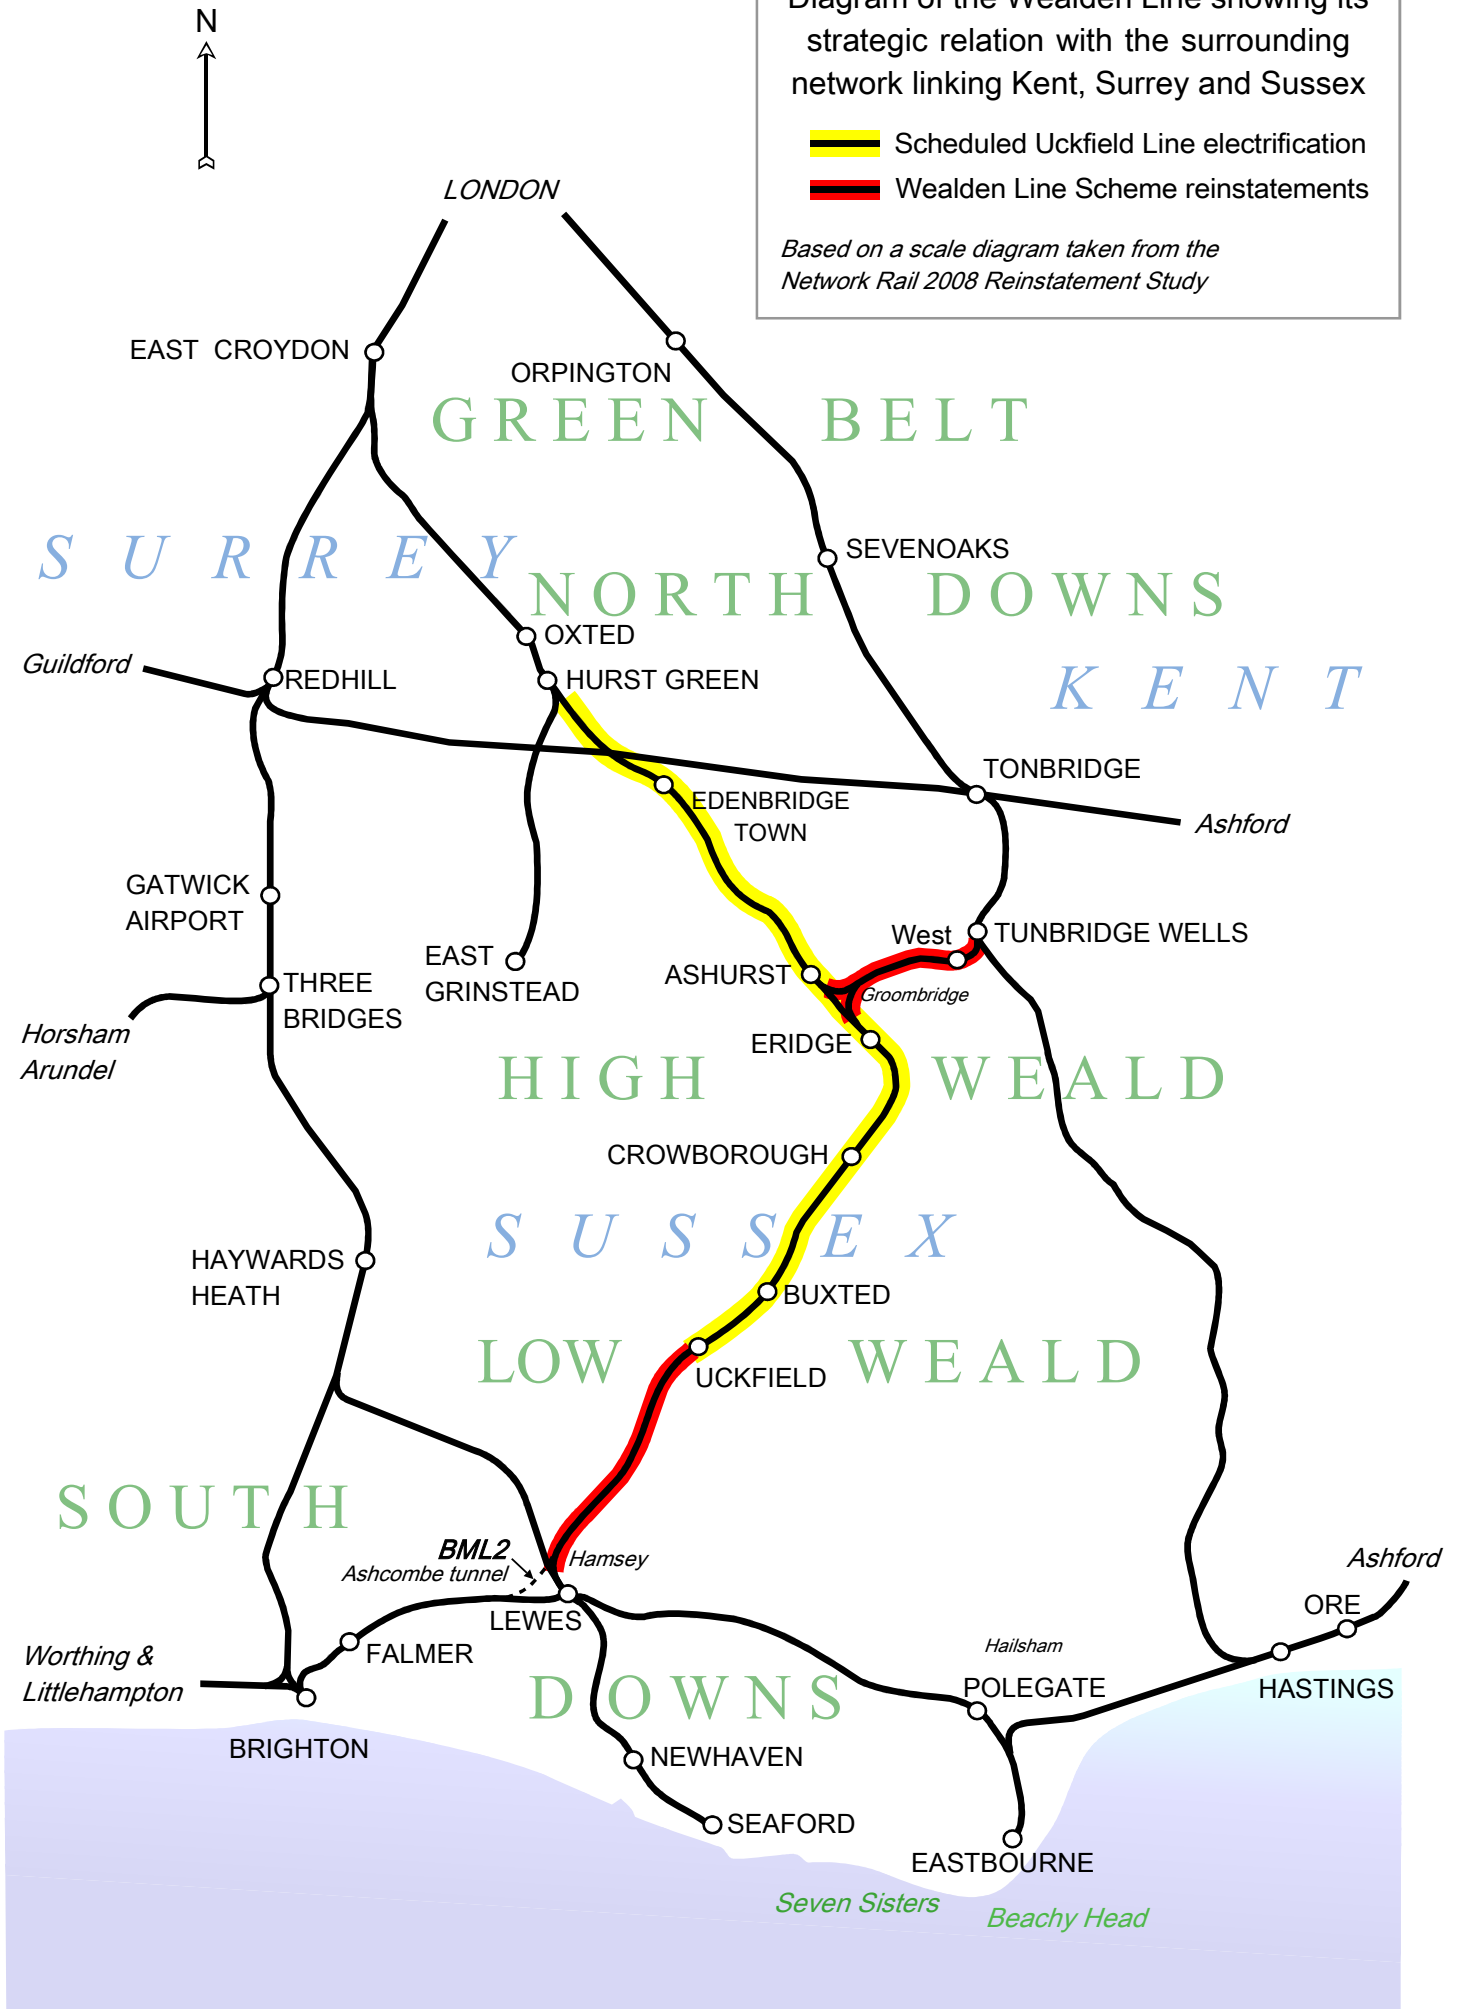 N
Diagram of the Wealden Line showing its
strategic relation with the surrounding
network linking Kent, Surrey and Sussex
Scheduled Uckfield Line electrification
Wealden Line Scheme reinstatements
Based on a scale diagram taken from the
Network Rail 2008 Reinstatement Study
LONDON
EAST CROYDON
ORPINGTON
GREEN BELT
SURREY
SEVENOAKS
NORTH DOWNS
OXTED
Guildford
REDHILL
HURST GREEN
KENT
TONBRIDGE
EDENBRIDGE
TOWN
Ashford
GATWICK
AIRPORT
West
TUNBRIDGE WELLS
EAST
GRINSTEAD
ASHURST
THREE
BRIDGES
Groombridge
Horsham
Arundel
ERIDGE
HIGH WEALD
CROWBOROUGH
SUSSEX
HAYWARDS
HEATH
BUXTED
LOW WEALD
UCKFIELD
SOUTH
BML2
Ashcombe tunnel
Hamsey
Ashford
ORE
LEWES
FALMER
Worthing &
Littlehampton
Hailsham
POLEGATE
HASTINGS
DOWNS
BRIGHTON
NEWHAVEN
SEAFORD
EASTBOURNE
Seven Sisters
Beachy Head